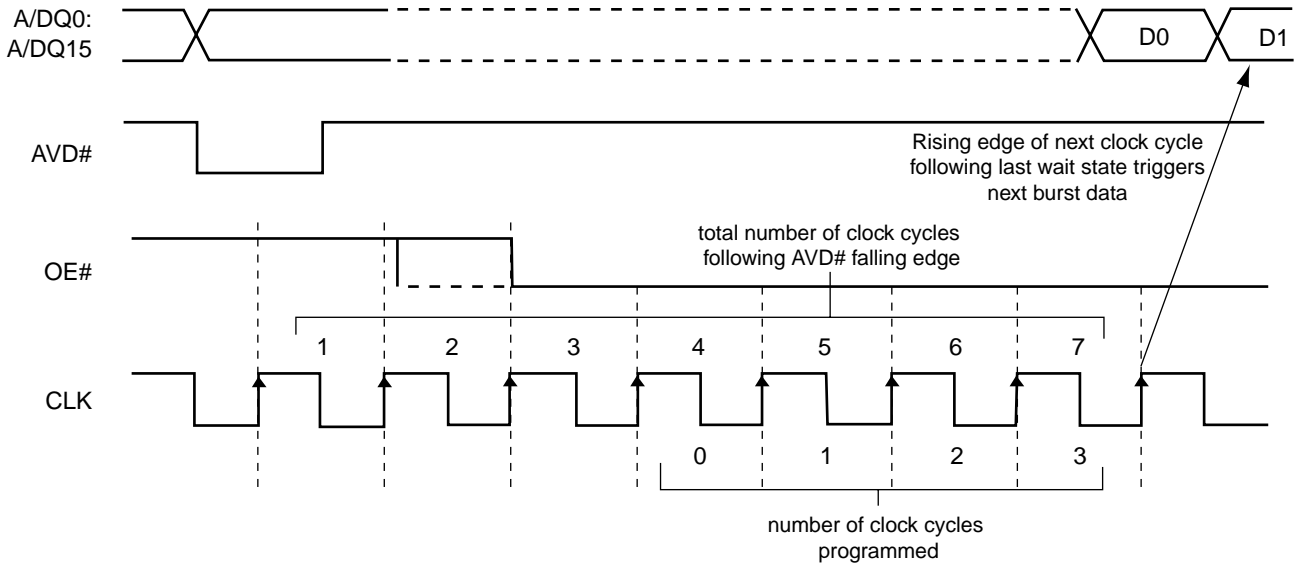 A/DQ0:
A/DQ15
D0
D1
AVD#
Rising edge of next clock cycle
following last wait state triggers
next burst data
OE#
total number of clock cycles
following AVD# falling edge
1 2 3 4 5 6 7
CLK
0 1 2 3
number of clock cycles
programmed